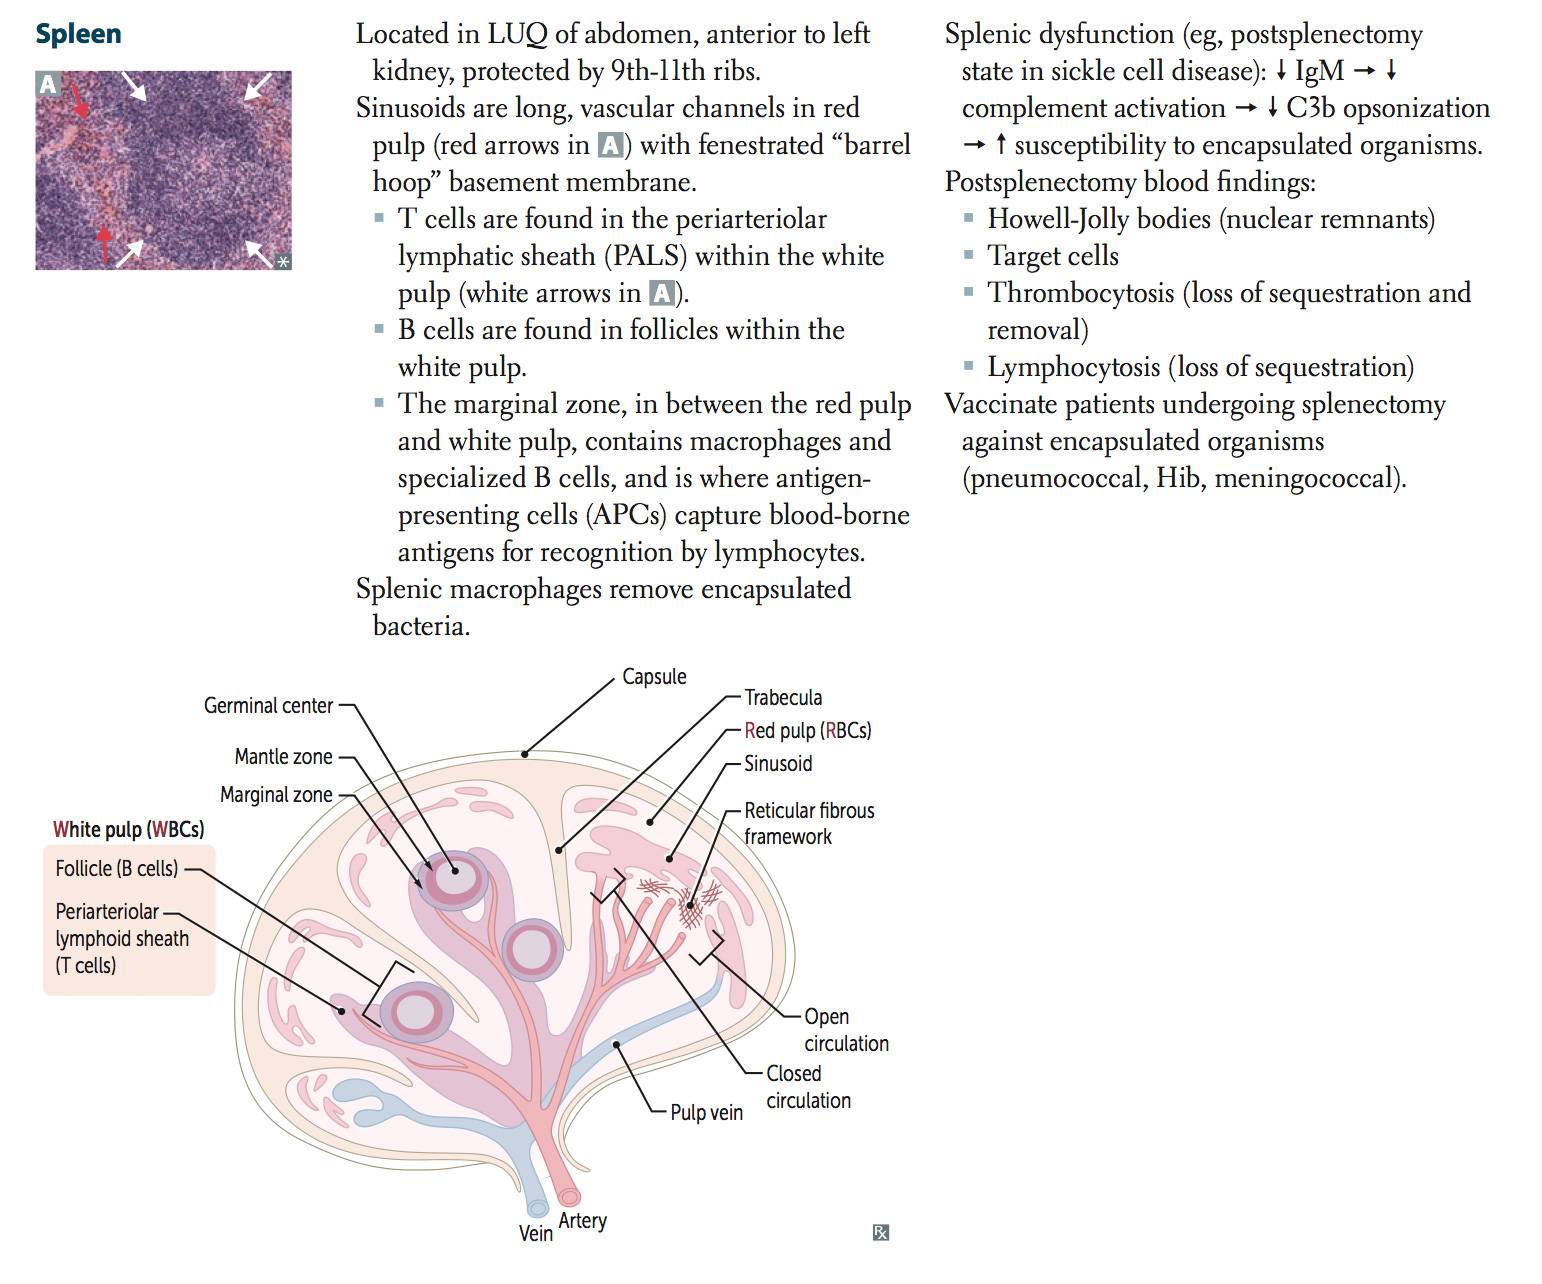 Spleen
A
Located in LUQ of abdomen, anterior to left
kidney, protected by 9th-11th ribs.
Sinusoids are long, vascular channels in red
pulp (red arrows in A) with fenestrated “barrel
hoop” basement membrane.
▪ T cells are found in the periarteriolar
lymphatic sheath (PALS) within the white
pulp (white arrows in A).
▪ B cells are found in follicles within the
white pulp.
▪ The marginal zone, in between the red pulp
and white pulp, contains macrophages and
specialized B cells, and is where antigen-
presenting cells (APCs) capture blood-borne
antigens for recognition by lymphocytes.
Splenic macrophages remove encapsulated
bacteria.
Splenic dysfunction (eg, postsplenectomy
state in sickle cell disease): ↓ IgM → ↓
complement activation → ↓ C3b opsonization
→ ↑ susceptibility to encapsulated organisms.
Postsplenectomy blood findings:
▪ Howell-Jolly bodies (nuclear remnants)
▪ Target cells
▪ Thrombocytosis (loss of sequestration and
removal)
▪ Lymphocytosis (loss of sequestration)
Vaccinate patients undergoing splenectomy
against encapsulated organisms
(pneumococcal, Hib, meningococcal).
Capsule
Germinal center
Mantle zone
Marginal zone
White pulp (WBCs)
Follicle (B cells)
Periarteriolar
lymphoid sheath
(T cells)
Trabecula
Red pulp (RBCs)
Sinusoid
Reticular fibrous
framework
Open
circulation
Closed
circulation
Pulp vein
Vein
Artery
Rx